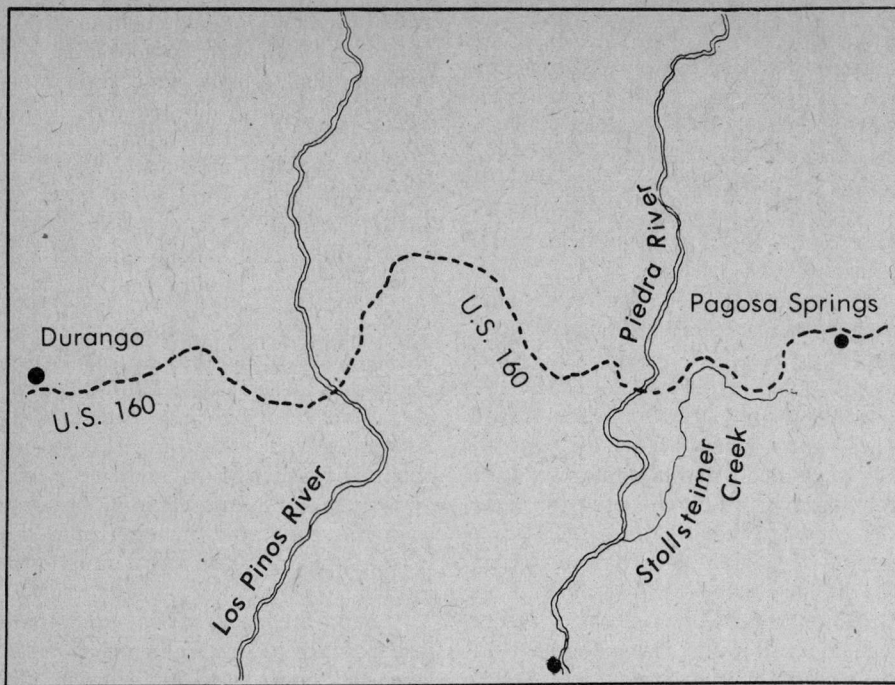 Piedra River
Pagosa Springs
Durango
U.S. 160
U.S. 160
Los Pinos River
Stollsteimer
Creek